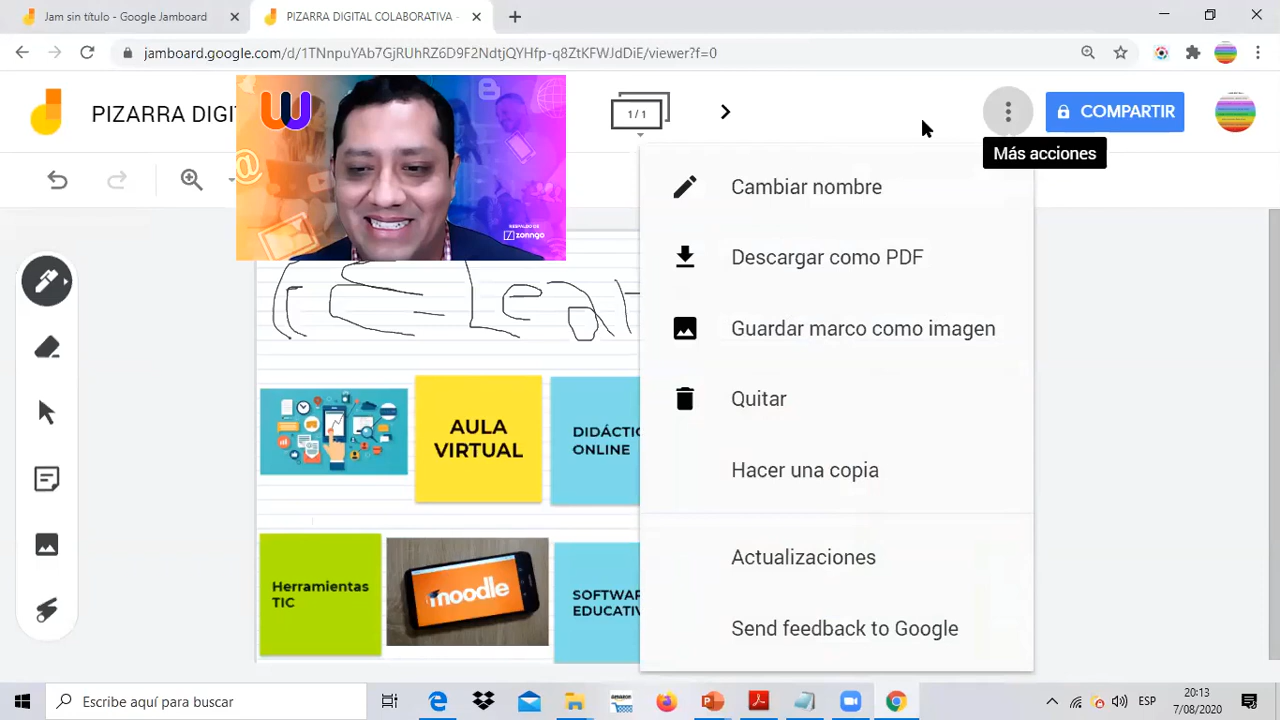 Jam sin título - Google Jamboard
PIZARRA DIGITAL COLABORATIVA -
jamboard.google.com/d/1TNnpuYAb7GjRUhRZ6D9F2NdtjQYHfp-q8ZtKFWJdDiE/viewer?f=0
PIZARRA DIGI
1 / 1
COMPARTIR
Más acciones
RESPALDO DE
zonngo
Cambiar nombre
Descargar como PDF
Guardar marco como imagen
Quitar
Hacer una copia
Actualizaciones
Send feedback to Google
AULA
VIRTUAL
DIDÁCTIC
ONLINE
Herramientas
TIC
moodle
SOFTWAR
EDUCATIV
Escribe aquí para buscar
ESP
20:13
7/08/2020